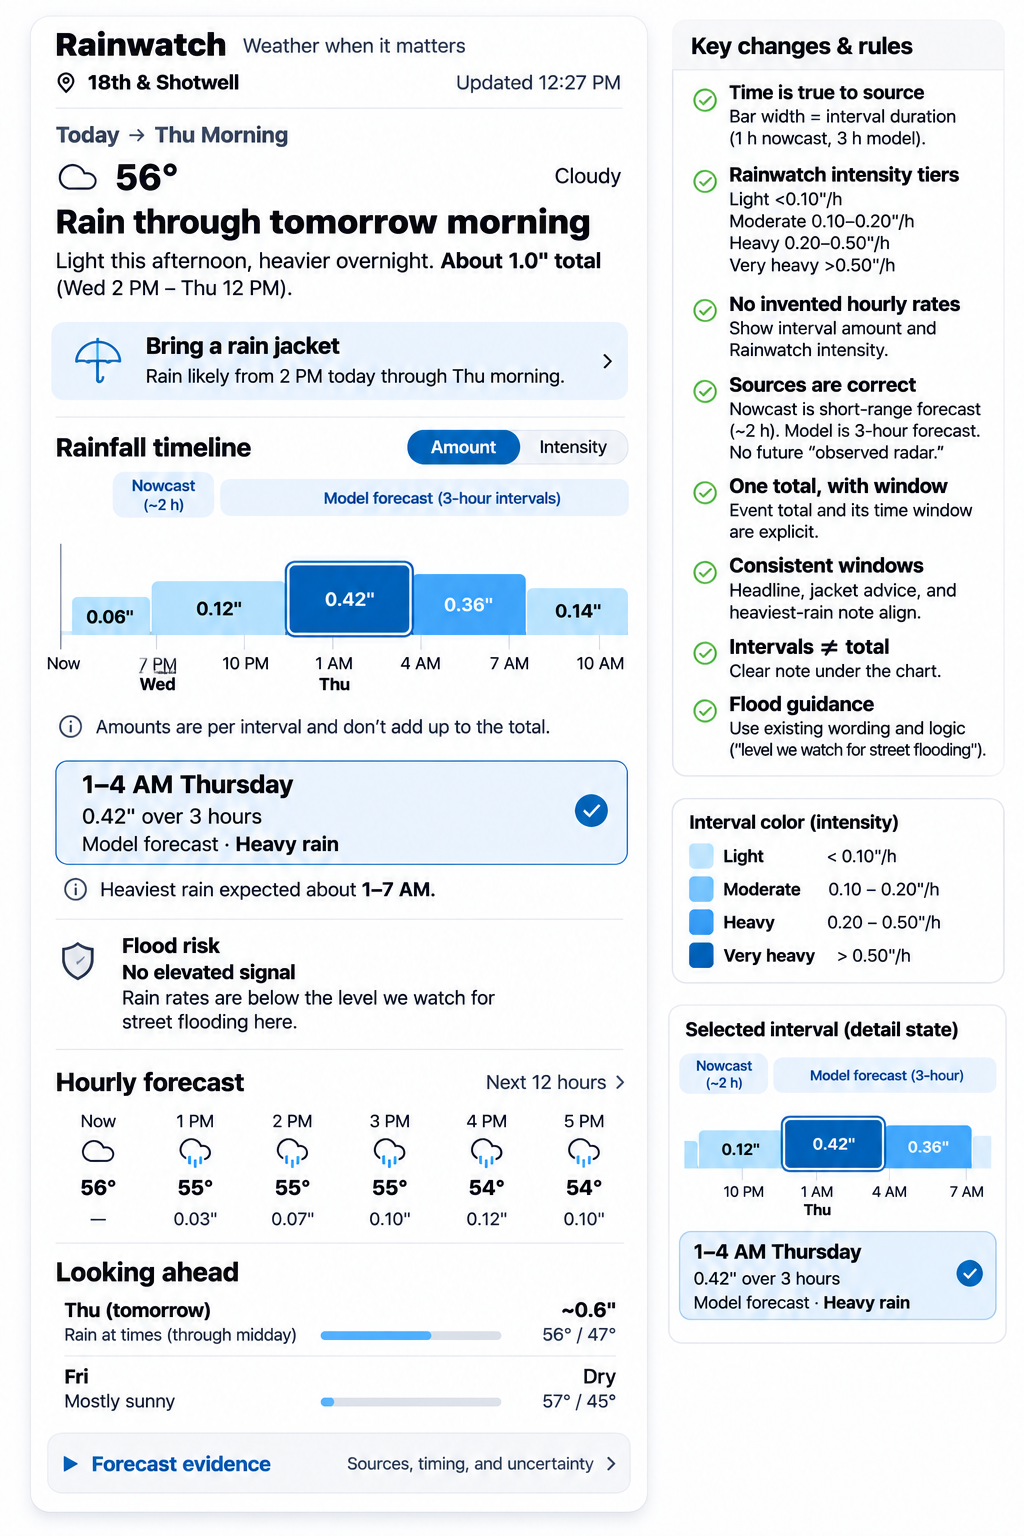 Rainwatch Weather when it matters
18th & Shotwell Updated 12:27 PM
Today → Thu Morning
56° Cloudy
Rain through tomorrow morning
Light this afternoon, heavier overnight. About 1.0" total
(Wed 2 PM – Thu 12 PM).
Bring a rain jacket
Rain likely from 2 PM today through Thu morning.
Rainfall timeline Amount Intensity
Nowcast
(~2 h)
Model forecast (3-hour intervals)
0.06" 0.12" 0.42" 0.36" 0.14"
Now 7 PM 10 PM 1 AM 4 AM 7 AM 10 AM
Wed Thu
Amounts are per interval and don’t add up to the total.
1–4 AM Thursday
0.42" over 3 hours
Model forecast · Heavy rain
Heaviest rain expected about 1–7 AM.
Flood risk
No elevated signal
Rain rates are below the level we watch for
street flooding here.
Hourly forecast Next 12 hours
Now 1 PM 2 PM 3 PM 4 PM 5 PM
56° 55° 55° 55° 54° 54°
— 0.03" 0.07" 0.10" 0.12" 0.10"
Looking ahead
Thu (tomorrow) ~0.6"
Rain at times (through midday) 56° / 47°
Fri Dry
Mostly sunny 57° / 45°
Forecast evidence Sources, timing, and uncertainty
Key changes & rules
Time is true to source
Bar width = interval duration
(1 h nowcast, 3 h model).
Rainwatch intensity tiers
Light <0.10"/h
Moderate 0.10–0.20"/h
Heavy 0.20–0.50"/h
Very heavy >0.50"/h
No invented hourly rates
Show interval amount and
Rainwatch intensity.
Sources are correct
Nowcast is short-range forecast
(~2 h). Model is 3-hour forecast.
No future “observed radar.”
One total, with window
Event total and its time window
are explicit.
Consistent windows
Headline, jacket advice, and
heaviest-rain note align.
Intervals ≠ total
Clear note under the chart.
Flood guidance
Use existing wording and logic
("level we watch for street flooding").
Interval color (intensity)
Light < 0.10"/h
Moderate 0.10 – 0.20"/h
Heavy 0.20 – 0.50"/h
Very heavy > 0.50"/h
Selected interval (detail state)
Nowcast
(~2 h)
Model forecast (3-hour)
0.12" 0.42" 0.36"
10 PM 1 AM 4 AM 7 AM
Thu
1–4 AM Thursday
0.42" over 3 hours
Model forecast · Heavy rain